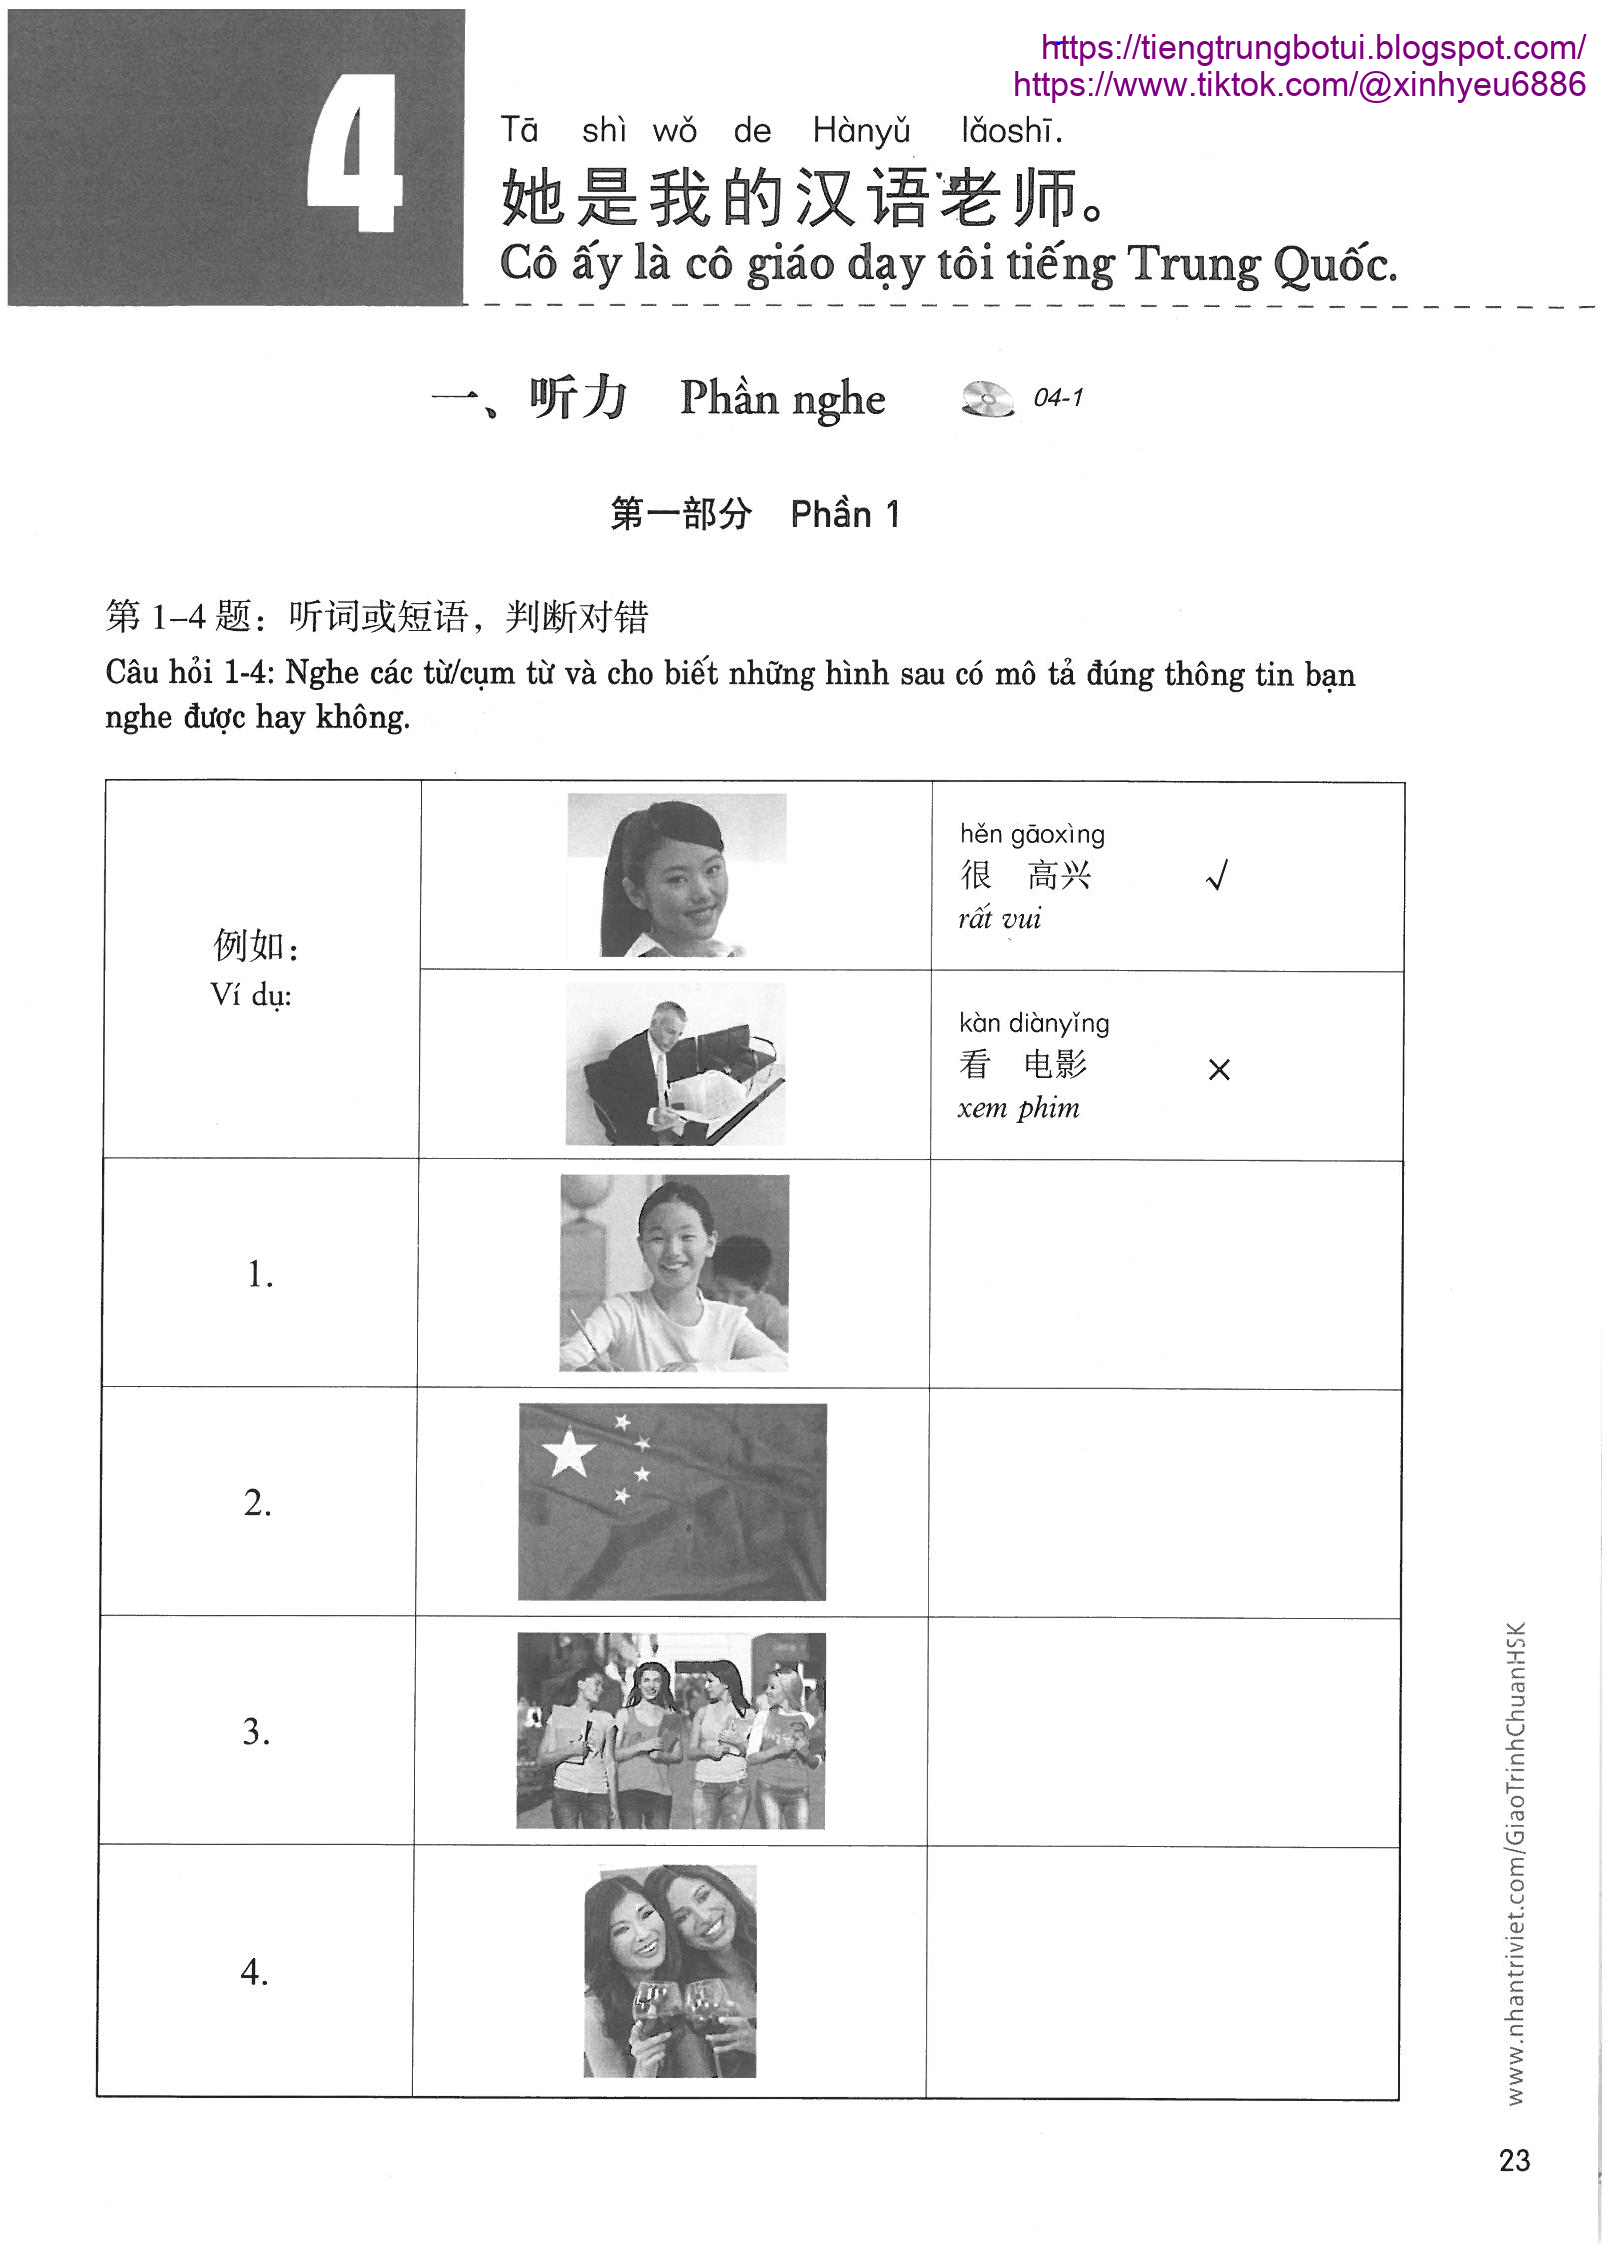 https://tiengtrungbotui.blogspot.com/
https://www.tiktok.com/@xinhyeu6886
4
Tā shì wǒ de Hànyǔ lǎoshī.
她是我的汉语老师。
Cô ấy là cô giáo dạy tôi tiếng Trung Quốc.
一、听力 Phần nghe 04-1
第一部分 Phần 1
第 1–4 题：听词或短语，判断对错
Câu hỏi 1-4: Nghe các từ/cụm từ và cho biết những hình sau có mô tả đúng thông tin bạn
nghe được hay không.
例如：
Ví dụ:
hěn gāoxìng
很 高兴 √
rất vui
kàn diànyǐng
看 电影 ×
xem phim
1.
2.
3.
4.
www.nhantriviet.com/GiaoTrinhChuanHSK
23